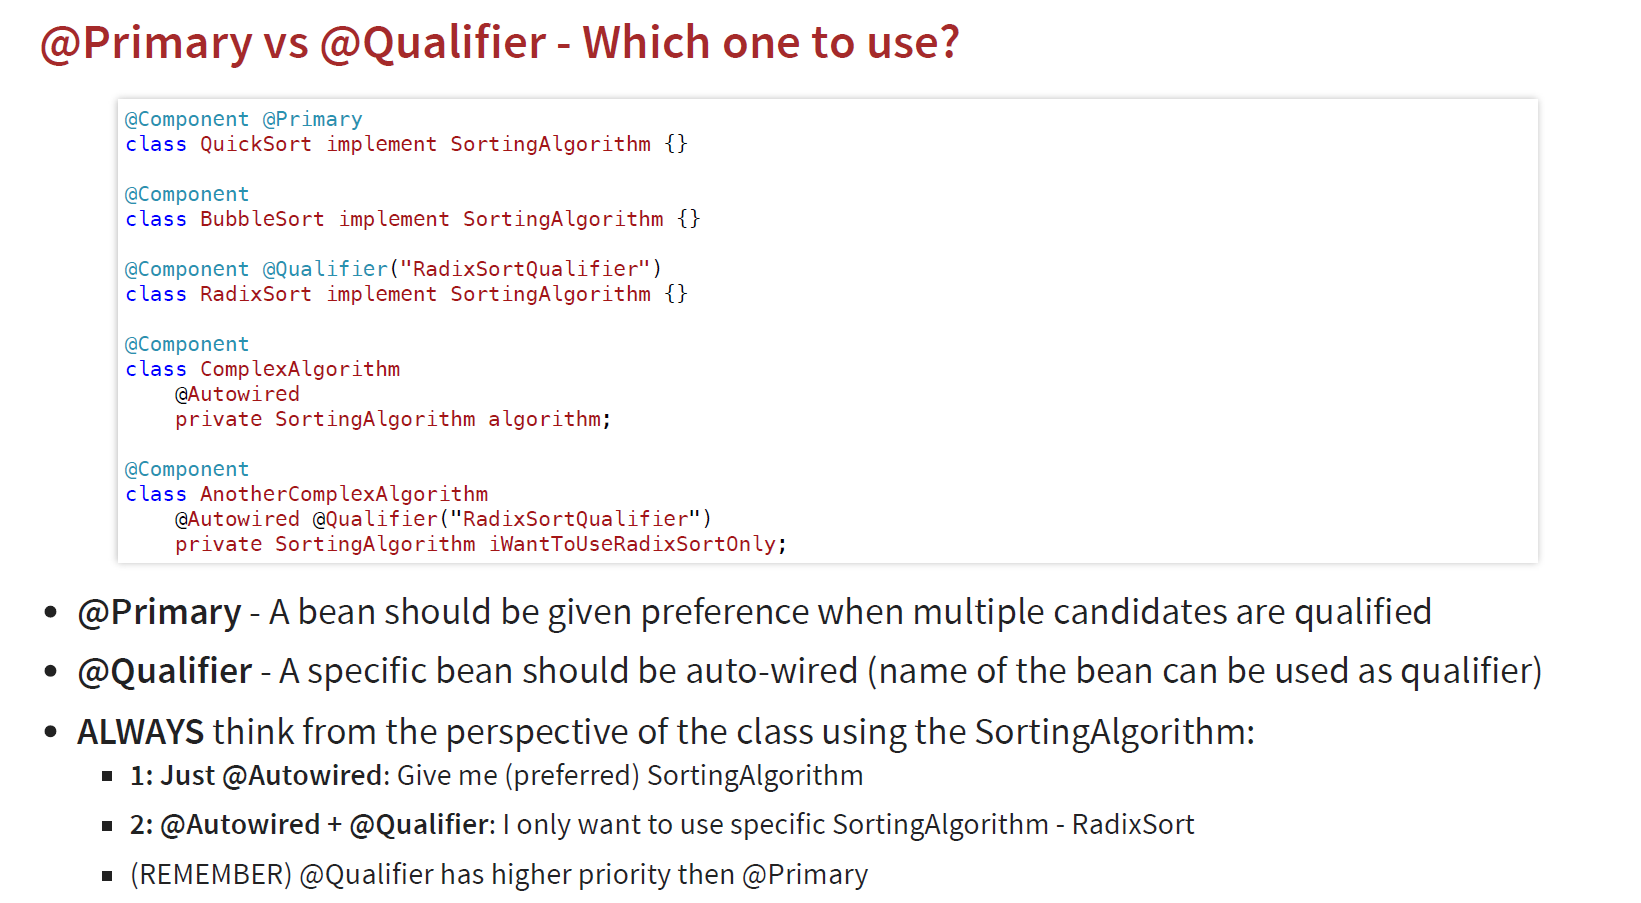 @Primary vs @Qualifier - Which one to use?
@Component @Primary
class QuickSort implement SortingAlgorithm {}
@Component
class BubbleSort implement SortingAlgorithm {}
@Component @Qualifier("RadixSortQualifier")
class RadixSort implement SortingAlgorithm {}
@Component
class ComplexAlgorithm
@Autowired
private SortingAlgorithm algorithm;
@Component
class AnotherComplexAlgorithm
@Autowired @Qualifier("RadixSortQualifier")
private SortingAlgorithm iWantToUseRadixSortOnly;
• @Primary - A bean should be given preference when multiple candidates are qualified
• @Qualifier - A specific bean should be auto-wired (name of the bean can be used as qualifier)
• ALWAYS think from the perspective of the class using the SortingAlgorithm:
▪ 1: Just @Autowired: Give me (preferred) SortingAlgorithm
▪ 2: @Autowired + @Qualifier: I only want to use specific SortingAlgorithm - RadixSort
▪ (REMEMBER) @Qualifier has higher priority then @Primary